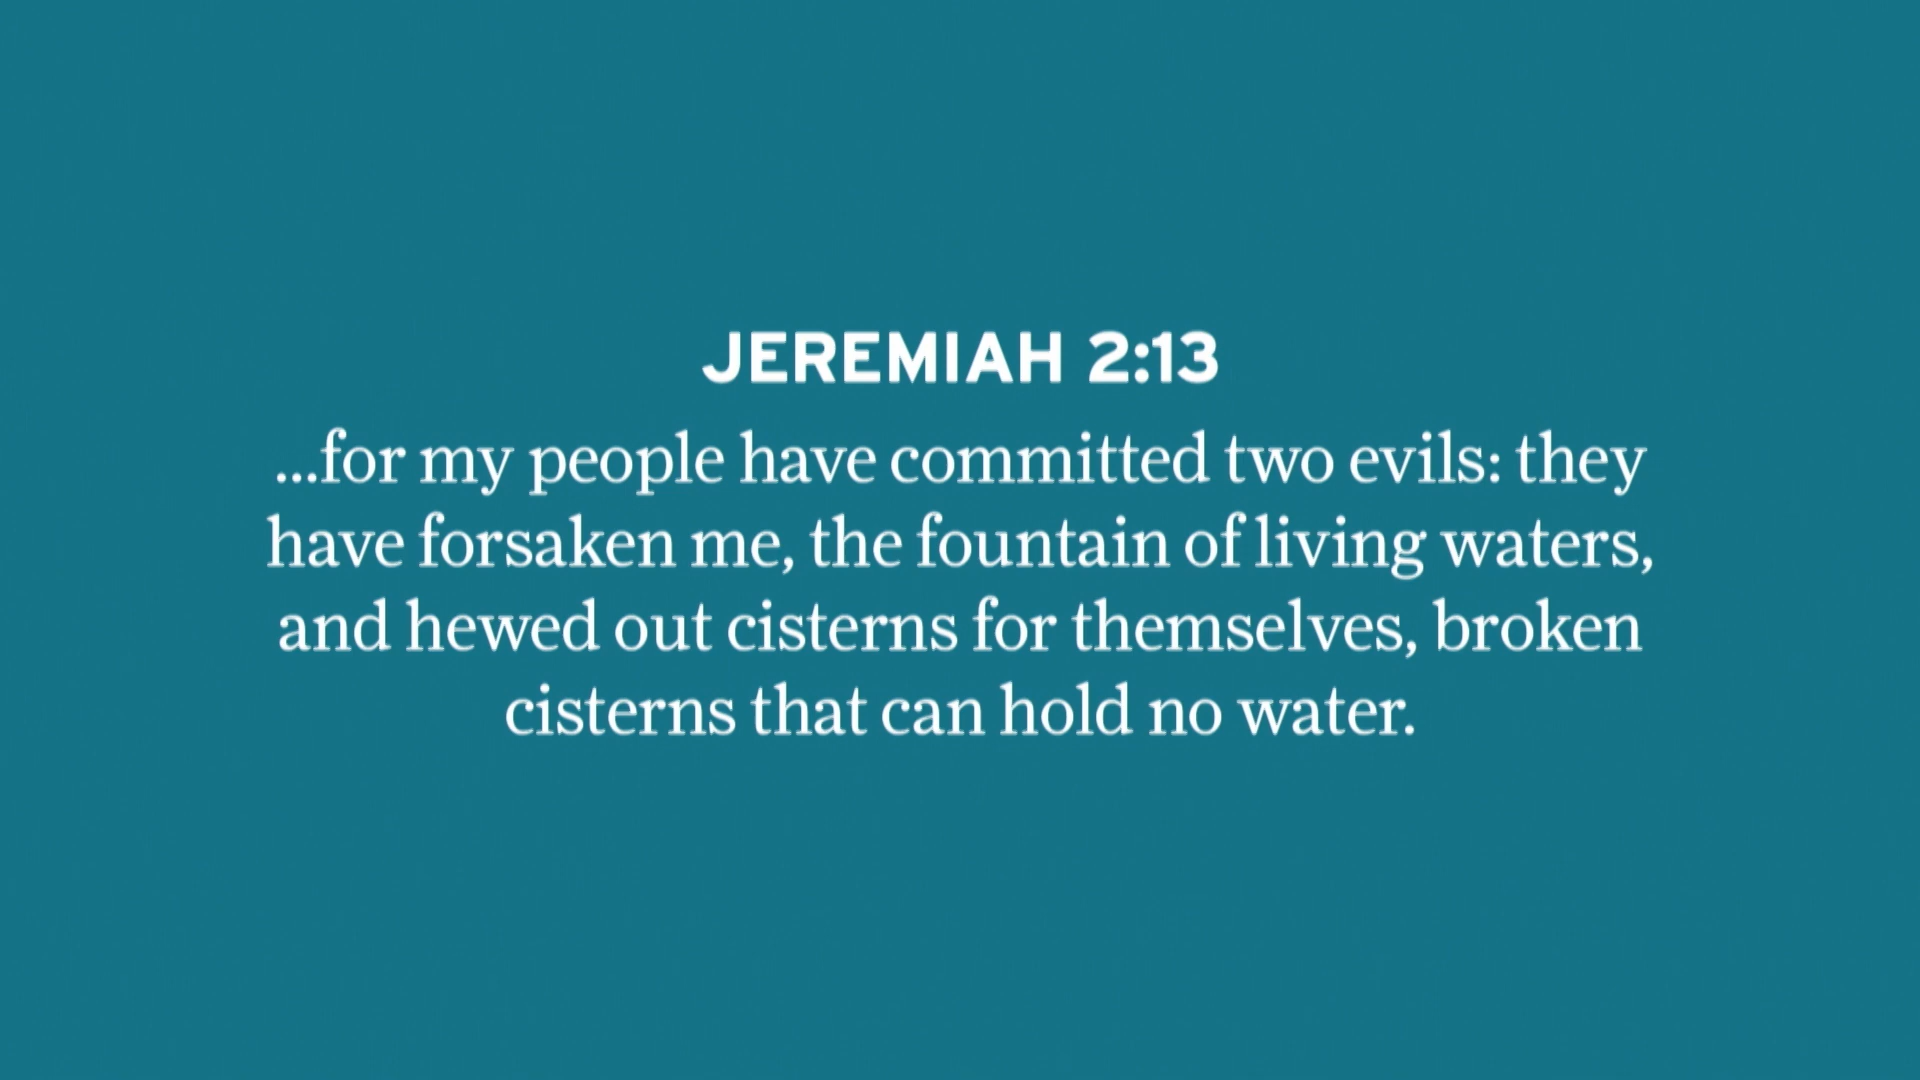 JEREMIAH 2:13
...for my people have committed two evils: they
have forsaken me, the fountain of living waters,
and hewed out cisterns for themselves, broken
cisterns that can hold no water.